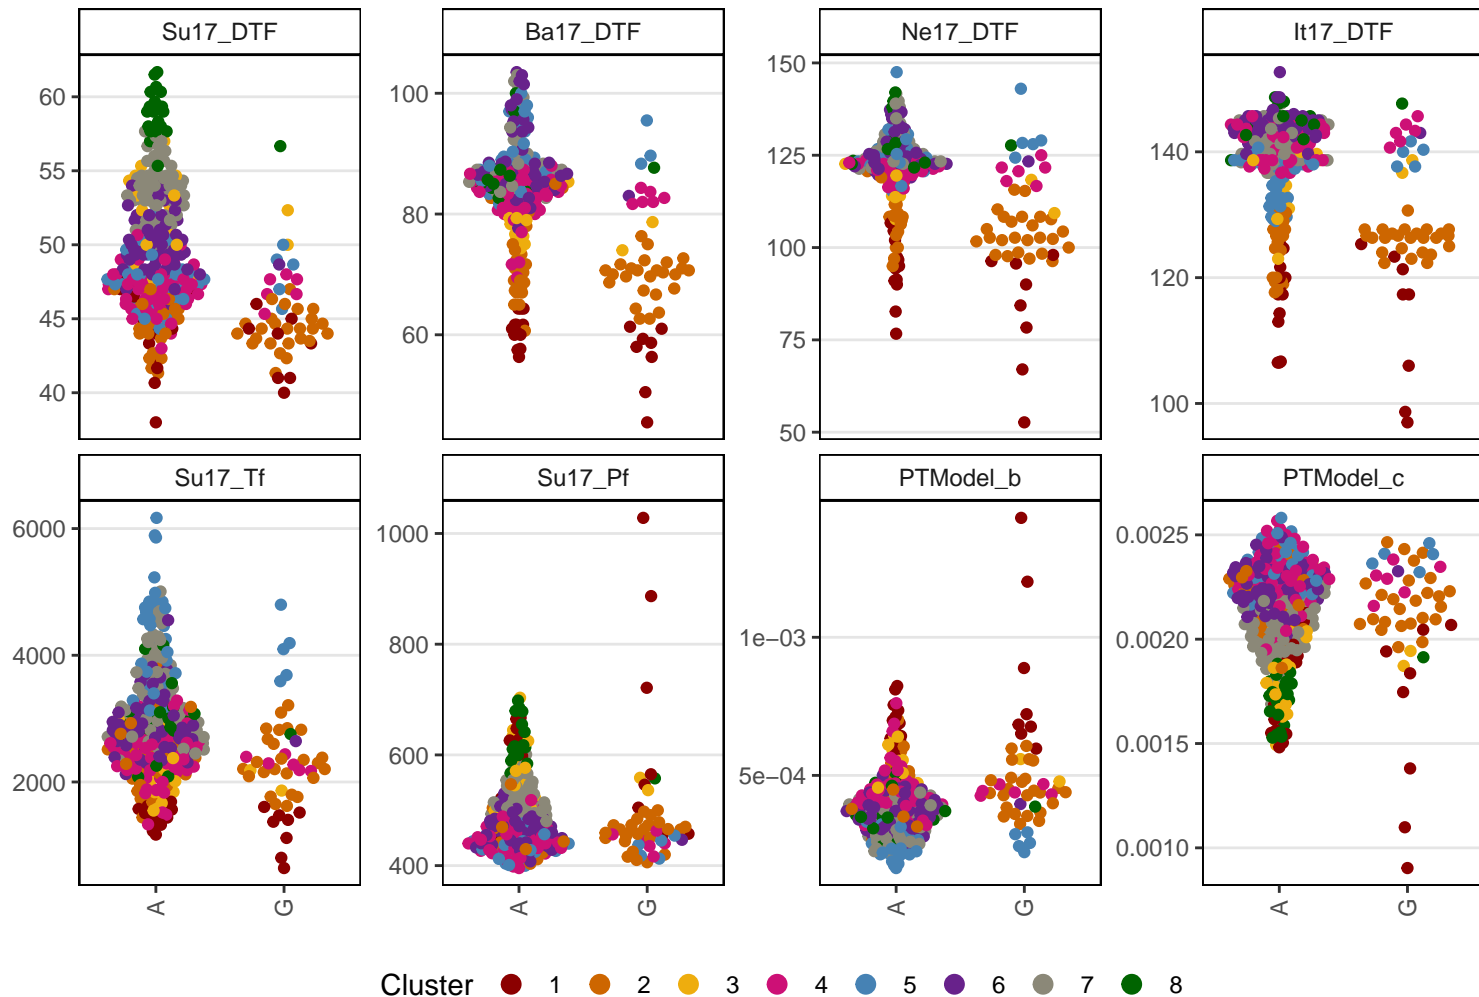 Su17_DTF Ba17_DTF Ne17_DTF It17_DTF
60 55 50 45 40
100 80 60
150 125 100 75 50
140 120 100
Su17_Tf Su17_Pf PTModel_b PTModel_c
6000 4000 2000
1000 800 600 400
1e-03 5e-04
0.0025 0.0020 0.0015 0.0010
A G A G A G A G
Cluster 1 2 3 4 5 6 7 8